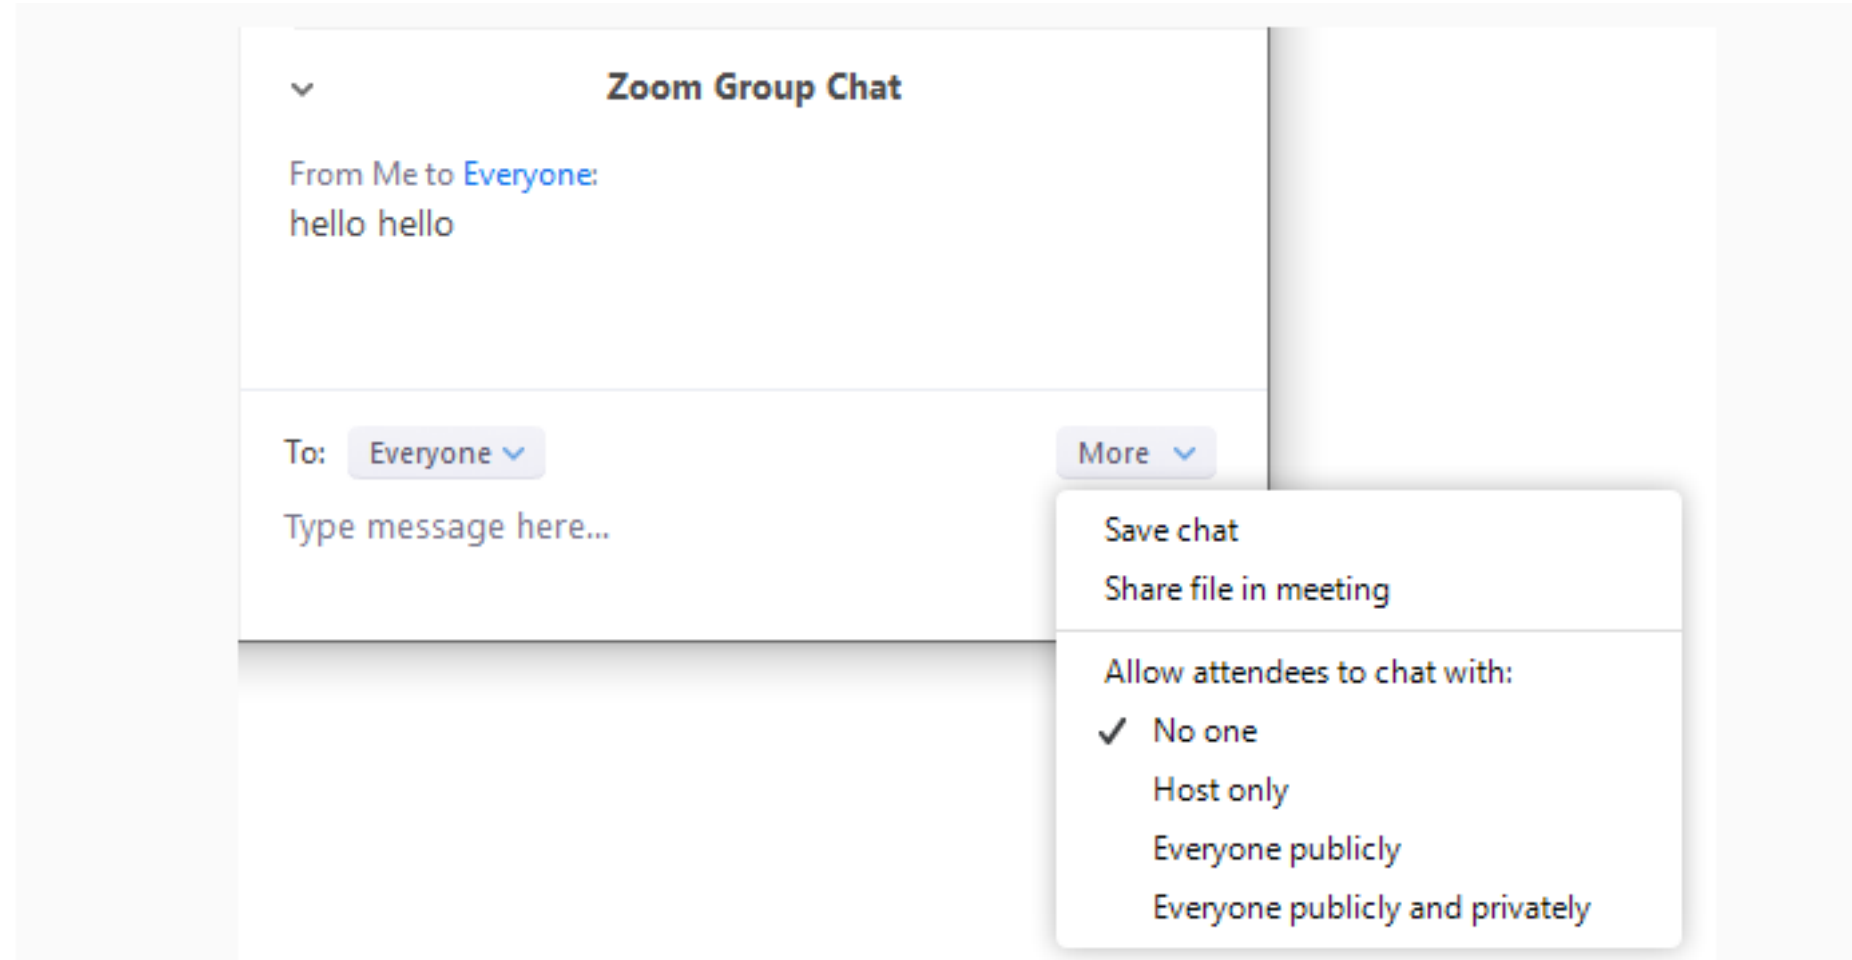 Zoom Group Chat
From Me to Everyone:
hello hello
To: Everyone
More
Type message here...
Save chat
Share file in meeting
Allow attendees to chat with:
No one
Host only
Everyone publicly
Everyone publicly and privately